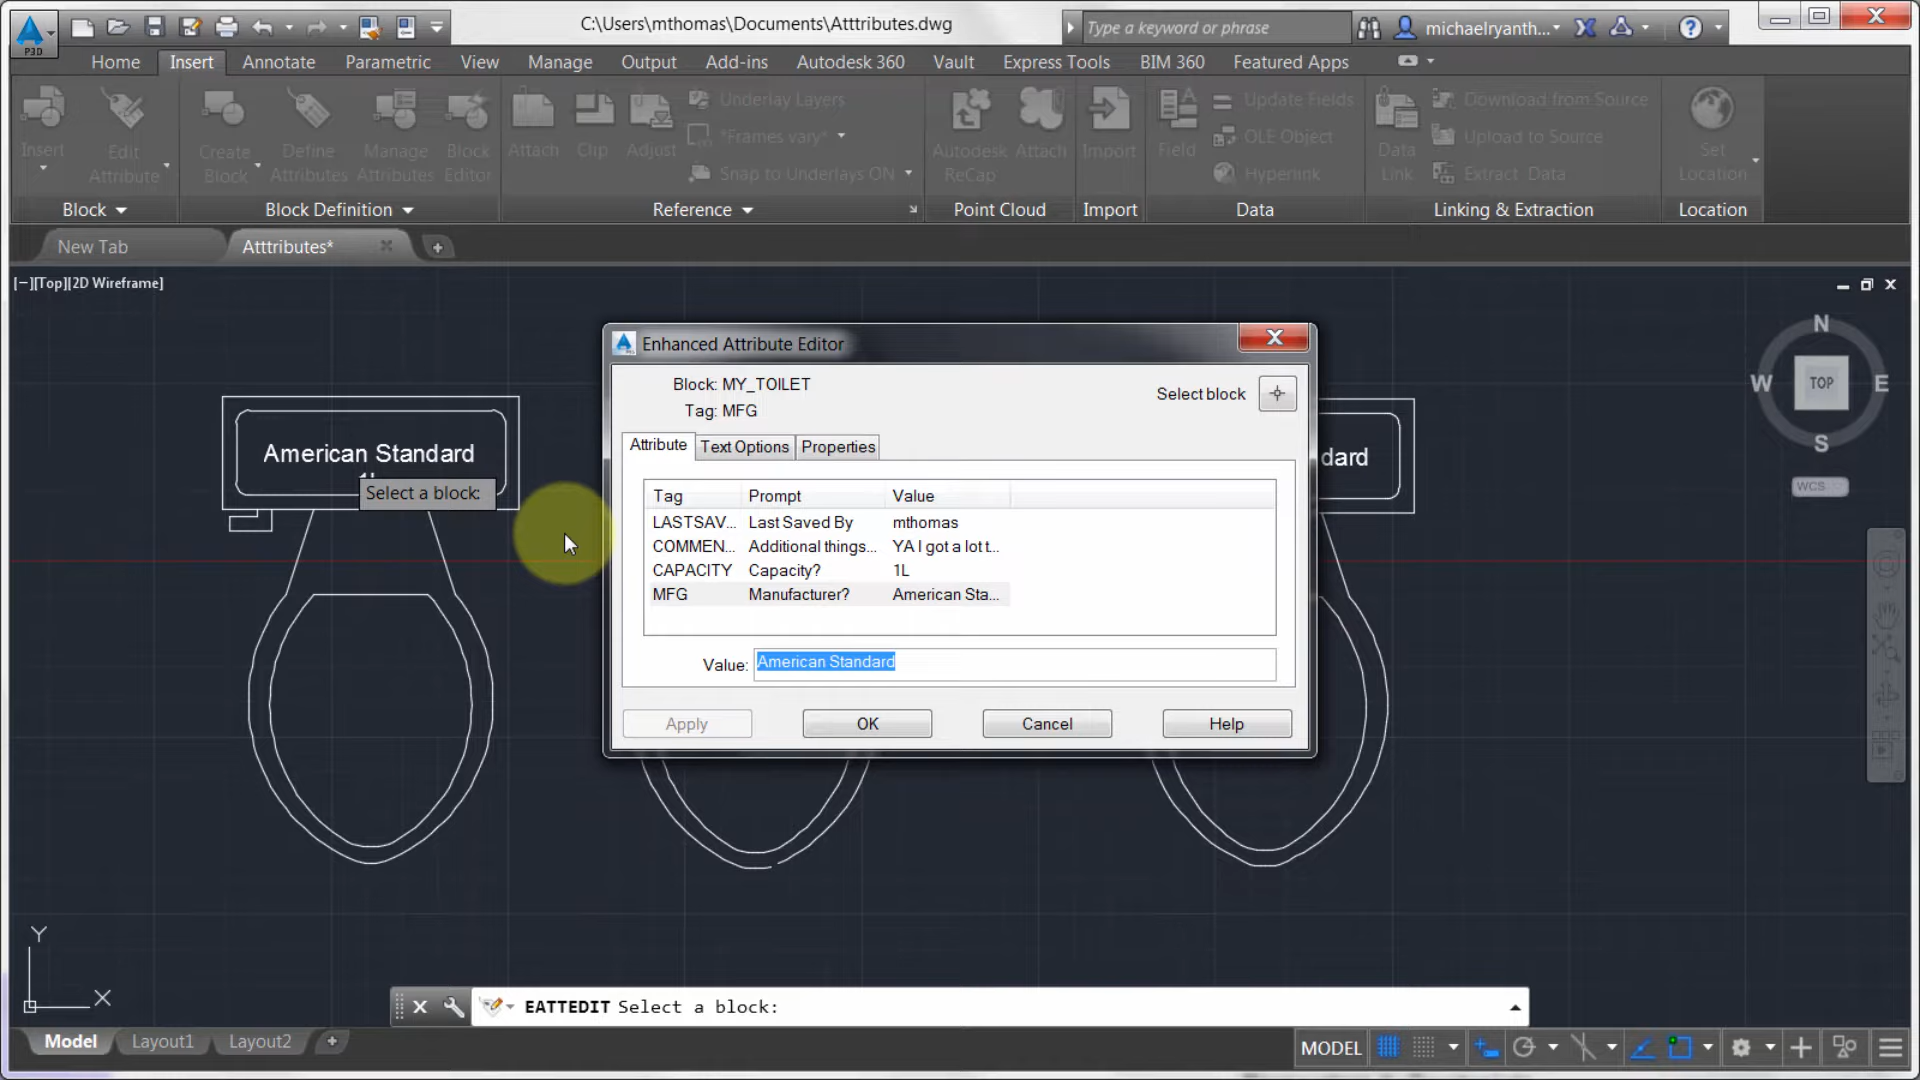 P3D
C:\Users\mthomas\Documents\Atttributes.dwg
Type a keyword or phrase
michaelryanth...
Home Insert Annotate Parametric View Manage Output Add-ins Autodesk 360 Vault Express Tools BIM 360 Featured Apps
Insert
Edit Attribute
Create Block
Define Attributes
Manage Attributes
Block Editor
Attach
Clip
Adjust
Underlay Layers
*Frames vary*
Snap to Underlays ON
Autodesk ReCap
Attach
Import
Field
Update Fields
OLE Object
Hyperlink
Data Link
Download from Source
Upload to Source
Extract Data
Set Location
Block Block Definition Reference Point Cloud Import Data Linking & Extraction Location
New Tab Atttributes*
[−][Top][2D Wireframe]
N
W TOP E
S
WCS
American Standard
Select a block:
dard
Enhanced Attribute Editor
Block: MY_TOILET
Tag: MFG
Select block
Attribute Text Options Properties
Tag Prompt Value
LASTSAV... Last Saved By mthomas
COMMEN... Additional things... YA I got a lot t...
CAPACITY Capacity? 1L
MFG Manufacturer? American Sta...
Value: American Standard
Apply OK Cancel Help
Y
X
EATTEDIT Select a block:
Model Layout1 Layout2
MODEL